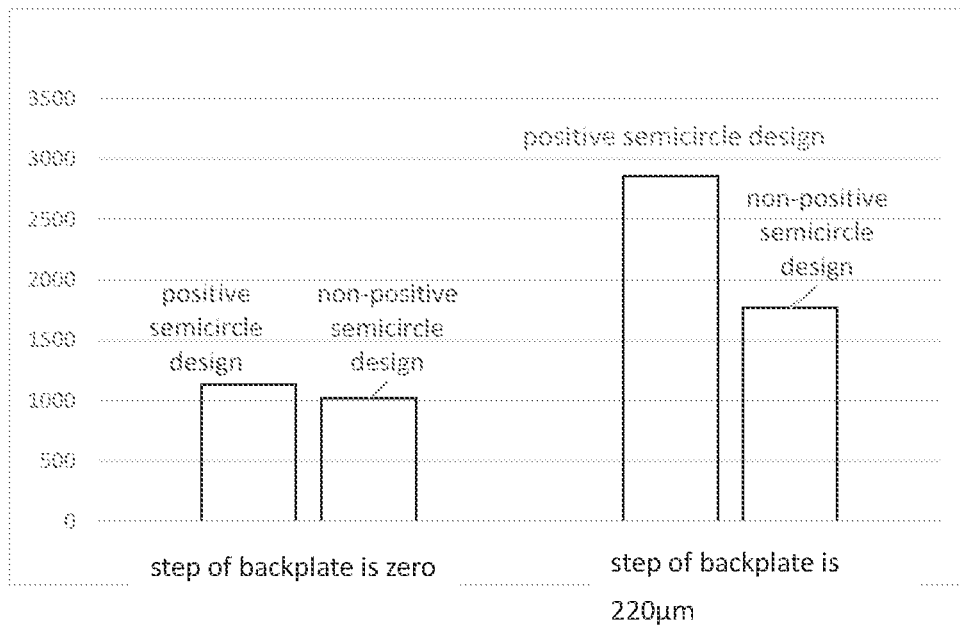 3500
3000
2500
2000
1500
1000
500
0
positive
semicircle
design
non-positive
semicircle
design
positive semicircle design
non-positive
semicircle
design
step of backplate is zero
step of backplate is
220μm